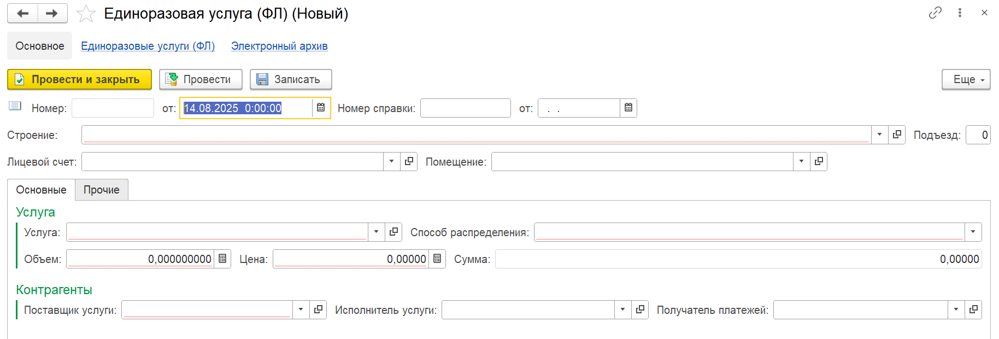 Единоразовая услуга (ФЛ) (Новый)
Основное Единоразовые услуги (ФЛ) Электронный архив
Провести и закрыть Провести Записать Еще
Номер: от: 14.08.2025 0:00:00 Номер справки: от: . .
Строение: Подъезд: 0
Лицевой счет: Помещение:
Основные Прочие
Услуга
Услуга: Способ распределения:
Объем: 0,000000000 Цена: 0,00000 Сумма: 0,00000
Контрагенты
Поставщик услуги: Исполнитель услуги: Получатель платежей: